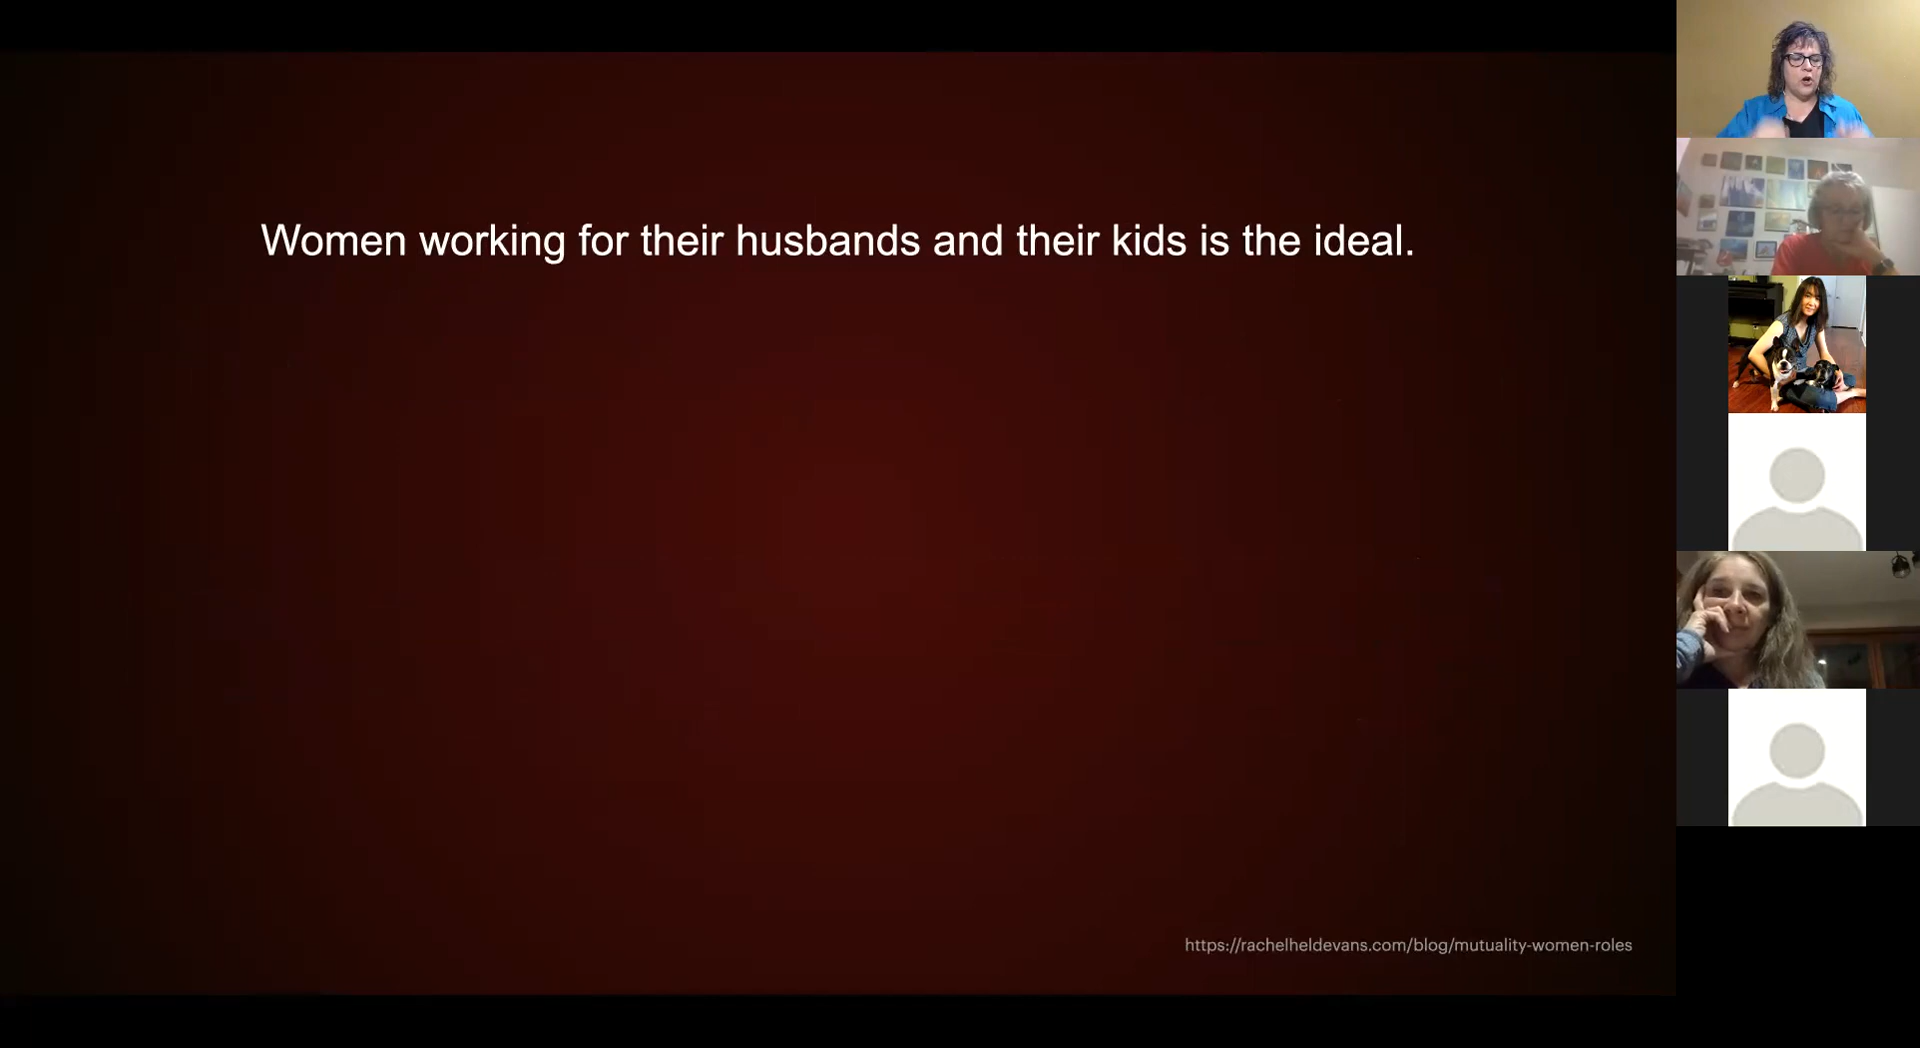 Women working for their husbands and their kids is the ideal.
https://rachelheldevans.com/blog/mutuality-women-roles